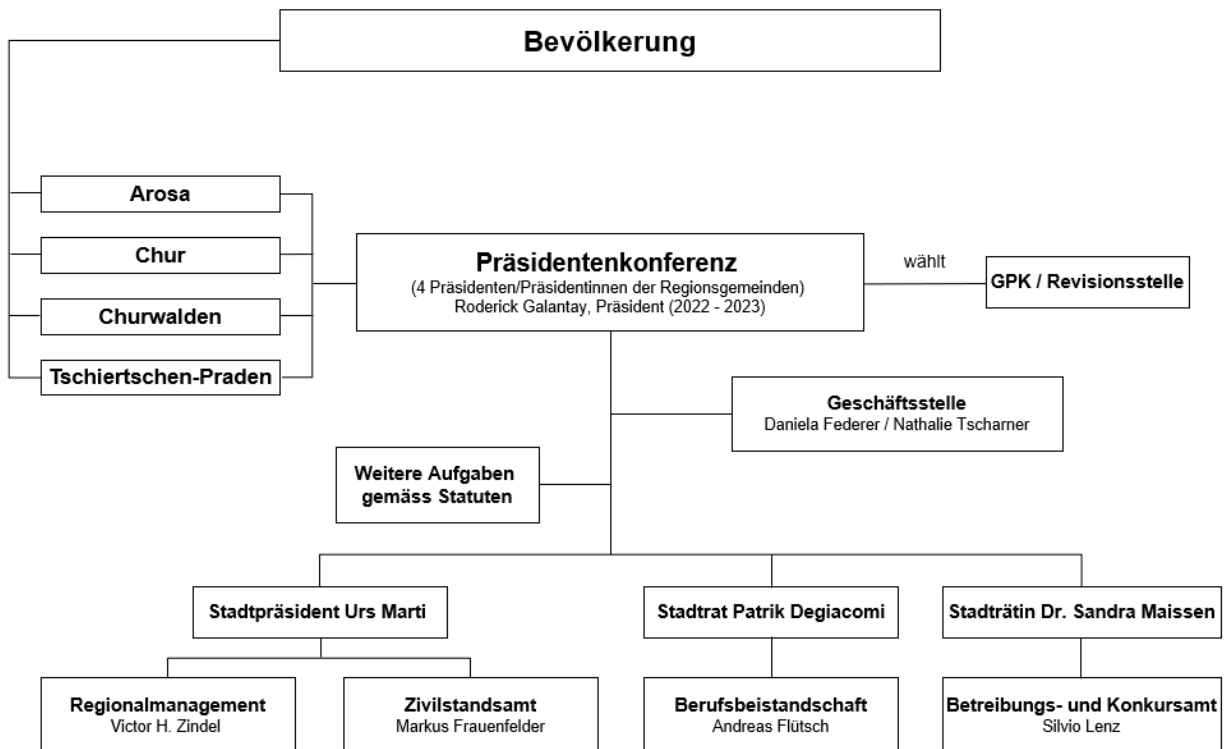 Bevölkerung
Arosa
Chur
Churwalden
Tschiertschen-Praden
Präsidentenkonferenz
(4 Präsidenten/Präsidentinnen der Regionsgemeinden)
Roderick Galantay, Präsident (2022 - 2023)
wählt
GPK / Revisionsstelle
Geschäftsstelle
Daniela Federer / Nathalie Tscharner
Weitere Aufgaben
gemäss Statuten
Stadtpräsident Urs Marti
Stadtrat Patrik Degiacomi
Stadträtin Dr. Sandra Maissen
Regionalmanagement
Victor H. Zindel
Zivilstandsamt
Markus Frauenfelder
Berufsbeistandschaft
Andreas Flütsch
Betreibungs- und Konkursamt
Silvio Lenz